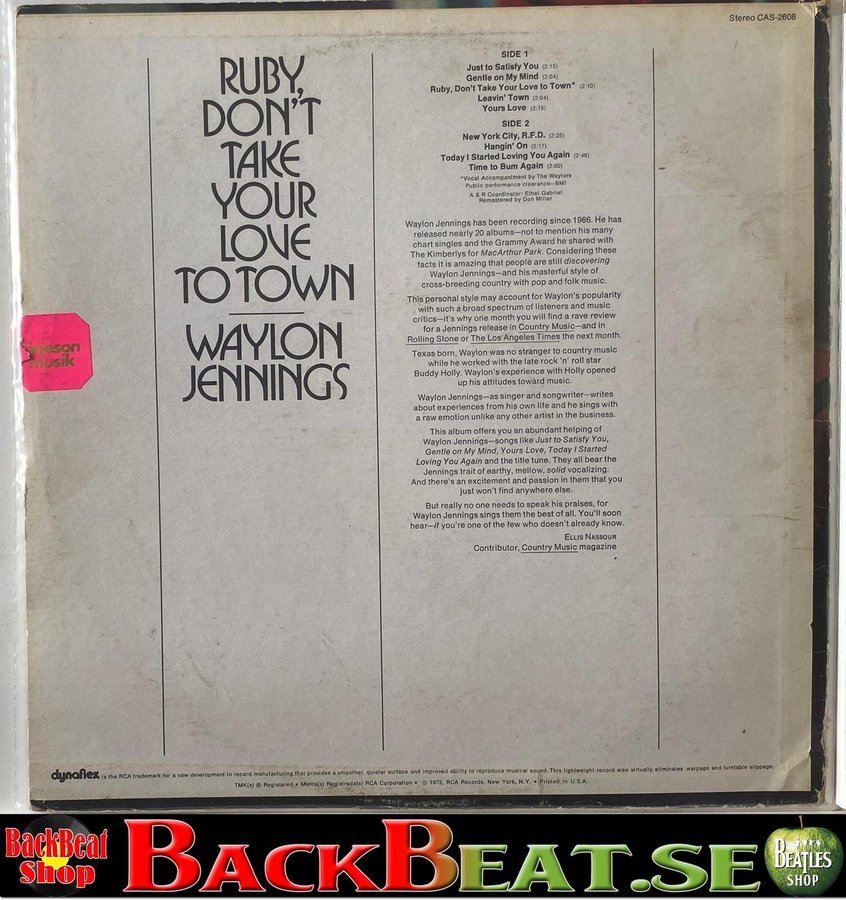 Stereo CAS-2608
RUBY,
DON'T
TAKE
YOUR
LOVE
TO TOWN
WAYLON
JENNINGS
musik
SIDE 1
Just to Satisfy You (2:15)
Gentle on My Mind (2:04)
Ruby, Don't Take Your Love to Town* (2:10)
Leavin' Town (2:04)
Yours Love (2:15)
SIDE 2
New York City, R.F.D. (2:25)
Hangin' On (2:17)
Today I Started Loving You Again (2:48)
Time to Bum Again (2:00)
*Vocal Accompaniment by The Waylors
Public performance clearance—BMI
A & R Coordinator: Ethel Gabriel
Remastered by Don Miller
Waylon Jennings has been recording since 1966. He has
released nearly 20 albums—not to mention his many
chart singles and the Grammy Award he shared with
The Kimberlys for MacArthur Park. Considering these
facts it is amazing that people are still discovering
Waylon Jennings—and his masterful style of
cross-breeding country with pop and folk music.
This personal style may account for Waylon's popularity
with such a broad spectrum of listeners and music
critics—it's why one month you will find a rave review
for a Jennings release in Country Music—and in
Rolling Stone or The Los Angeles Times the next month.
Texas born, Waylon was no stranger to country music
while he worked with the late rock 'n' roll star
Buddy Holly. Waylon's experience with Holly opened
up his attitudes toward music.
Waylon Jennings—as singer and songwriter—writes
about experiences from his own life and he sings with
a raw emotion unlike any other artist in the business.
This album offers you an abundant helping of
Waylon Jennings—songs like Just to Satisfy You,
Gentle on My Mind, Yours Love, Today I Started
Loving You Again and the title tune. They all bear the
Jennings trait of earthy, mellow, solid vocalizing.
And there's an excitement and passion in them that you
just won't find anywhere else.
But really no one needs to speak his praises, for
Waylon Jennings sings them the best of all. You'll soon
hear—if you're one of the few who doesn't already know.
ELLIS NASSOUR
Contributor, Country Music magazine
2
dynaflex is the RCA trademark for a new development in record manufacturing that provides a smoother, quieter surface and improved ability to reproduce musical sound. This lightweight record also virtually eliminates warpage and turntable slippage.
TMK(s) ® Registered • Marca(s) Registrada(s) RCA Corporation • © 1973, RCA Records, New York, N.Y. • Printed in U.S.A.
BackBeat
Shop
BACKBEAT.SE
BEATLES
SHOP